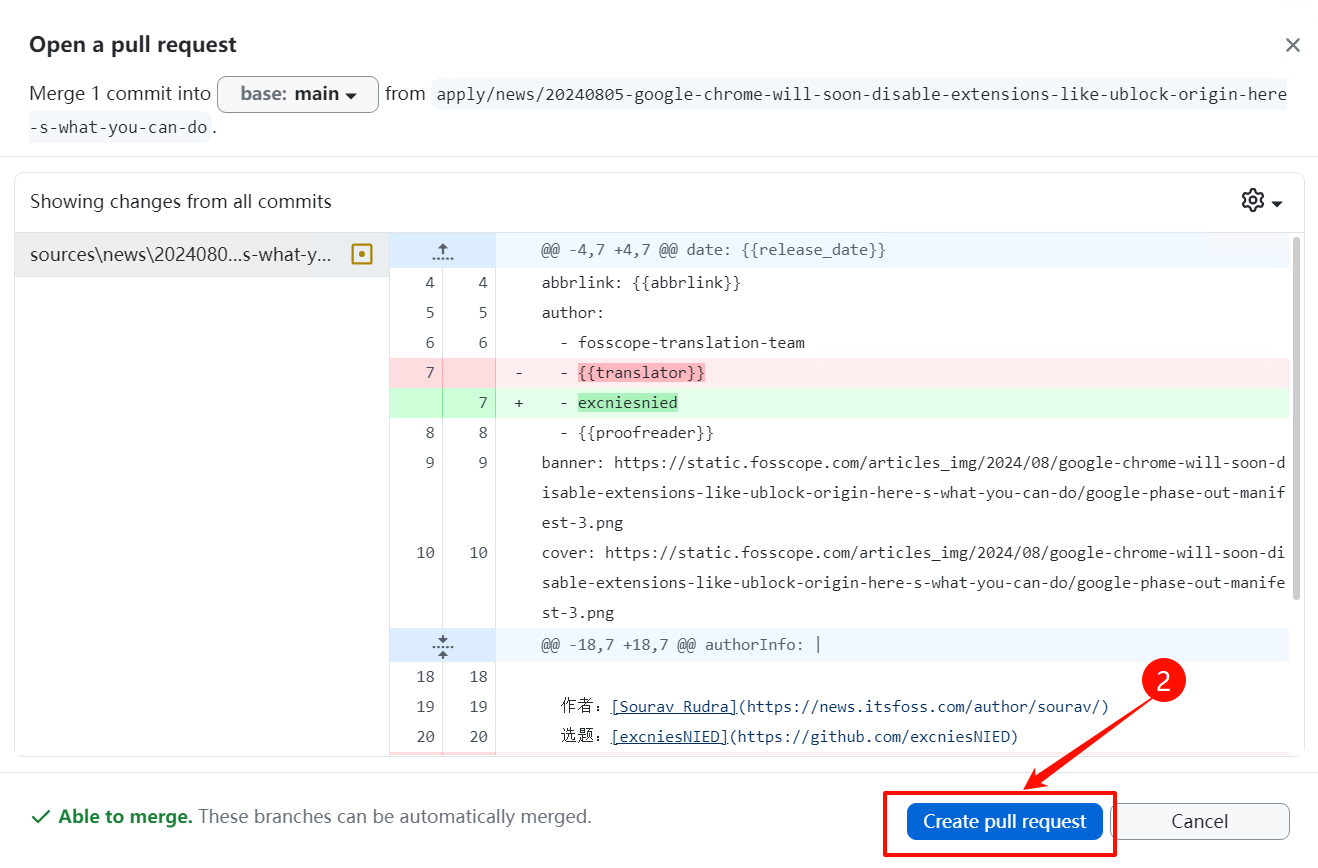 Open a pull request
Merge 1 commit into base: main from apply/news/20240805-google-chrome-will-soon-disable-extensions-like-ublock-origin-here
-s-what-you-can-do.
Showing changes from all commits
sources\news\2024080...s-what-y...
@@ -4,7 +4,7 @@ date: {{release_date}}
4 4 abbrlink: {{abbrlink}}
5 5 author:
6 6 - fosscope-translation-team
7 - - {{translator}}
7 + - excniesnied
8 8 - {{proofreader}}
9 9 banner: https://static.fosscope.com/articles_img/2024/08/google-chrome-will-soon-d
isable-extensions-like-ublock-origin-here-s-what-you-can-do/google-phase-out-manif
est-3.png
10 10 cover: https://static.fosscope.com/articles_img/2024/08/google-chrome-will-soon-di
sable-extensions-like-ublock-origin-here-s-what-you-can-do/google-phase-out-manife
st-3.png
@@ -18,7 +18,7 @@ authorInfo: |
18 18
19 19 作者：[Sourav Rudra](https://news.itsfoss.com/author/sourav/)
20 20 选题：[excniesNIED](https://github.com/excniesNIED)
2
Able to merge. These branches can be automatically merged.
Create pull request
Cancel